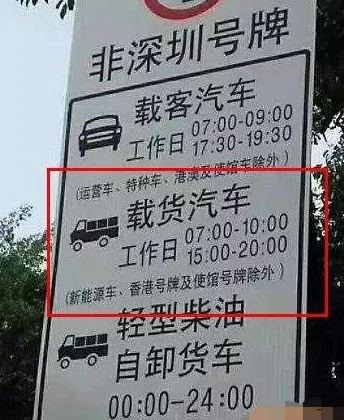 非深圳号牌
载客汽车
工作日 07:00-09:00
17:30-19:30
(运营车、特种车、港澳及使馆车除外)
载货汽车
工作日 07:00-10:00
15:00-20:00
(新能源车、香港号牌及使馆号牌除外)
轻型柴油
自卸货车
00:00-24:00